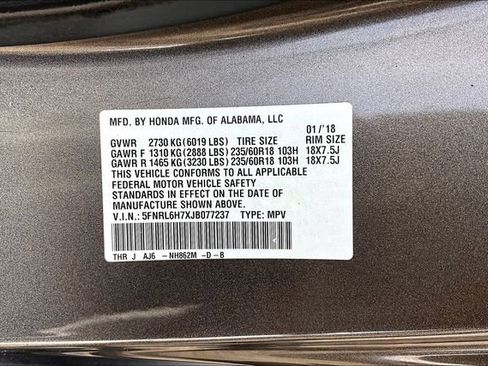 MFD. BY HONDA MFG. OF ALABAMA, LLC 01/'18
GVWR 2730 KG(6019 LBS) TIRE SIZE RIM SIZE
GAWR F 1310 KG(2888 LBS) 235/60R18 103H 18X7.5J
GAWR R 1465 KG(3230 LBS) 235/60R18 103H 18X7.5J
THIS VEHICLE CONFORMS TO ALL APPLICABLE
FEDERAL MOTOR VEHICLE SAFETY
STANDARDS IN EFFECT ON THE DATE OF
MANUFACTURE SHOWN ABOVE.
V.I.N.: 5FNRL6H7XJB077237 TYPE: MPV
THR J AJ6 -NH862M -D -B